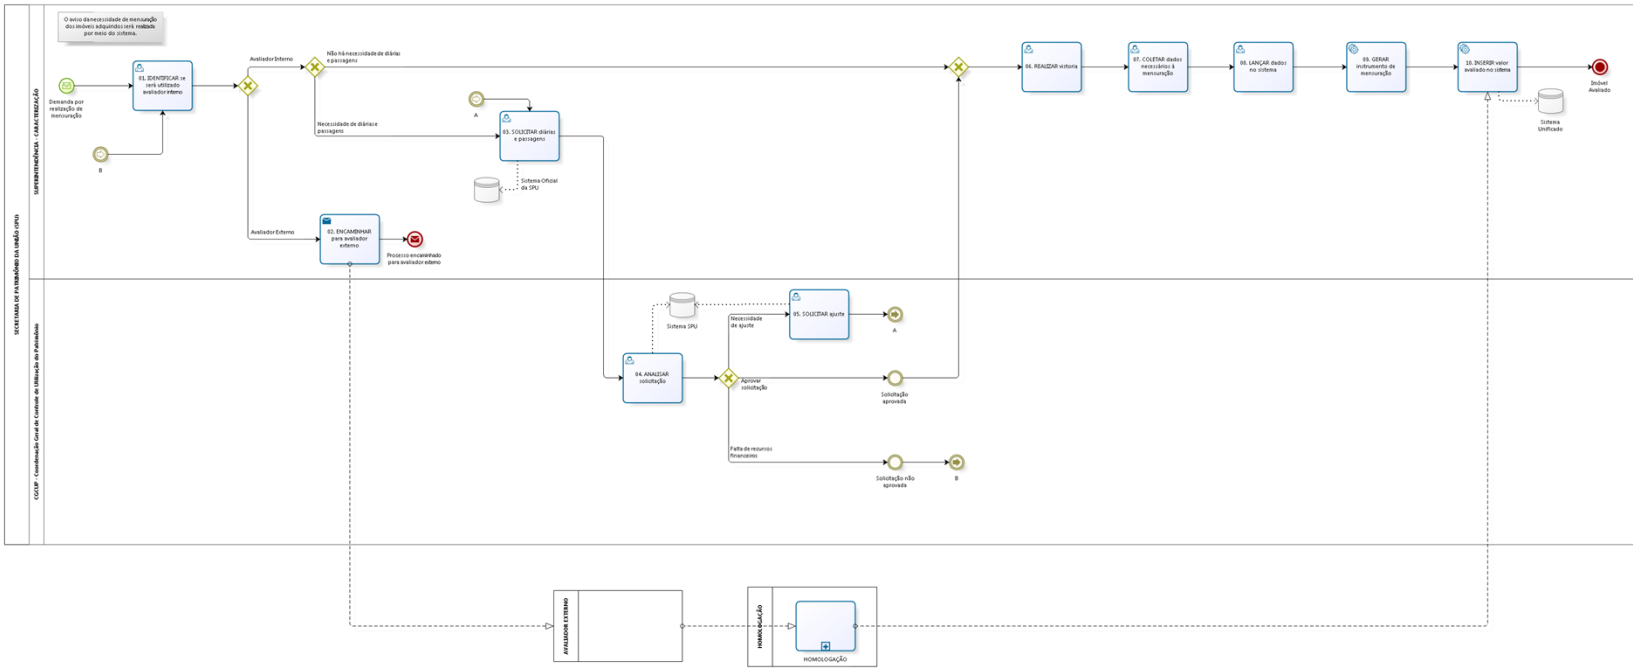 O aviso da necessidade de mensuração
dos imóveis adquiridos será realizada
por meio do sistema.
SECRETARIA DE PATRIMÔNIO DA UNIÃO (SPU)
SUPERINTENDÊNCIA - CARACTERIZAÇÃO
Demanda por
realização de
mensuração
B
01. IDENTIFICAR se
será utilizado
avaliador interno
Avaliador Interno
Não há necessidade de diárias
e passagens
Necessidade de diárias e
passagens
A
03. SOLICITAR diárias
e passagens
Sistema Oficial
da SPU
Avaliador Externo
02. ENCAMINHAR
para avaliador
externo
Processo encaminhado
para avaliador externo
06. REALIZAR vistoria
07. COLETAR dados
necessários à
mensuração
08. LANÇAR dados
no sistema
09. GERAR
instrumento de
mensuração
10. INSERIR valor
avaliado no sistema
Imóvel
Avaliado
Sistema
Unificado
CGCUP - Coordenação Geral de Controle de Utilização do Patrimônio
Sistema SPU
04. ANALISAR
solicitação
Necessidade
de ajuste
05. SOLICITAR ajuste
A
Aprovar
solicitação
Solicitação
aprovada
Falta de recursos
financeiros
Solicitação não
aprovada
B
AVALIADOR EXTERNO
HOMOLOGAÇÃO
HOMOLOGAÇÃO